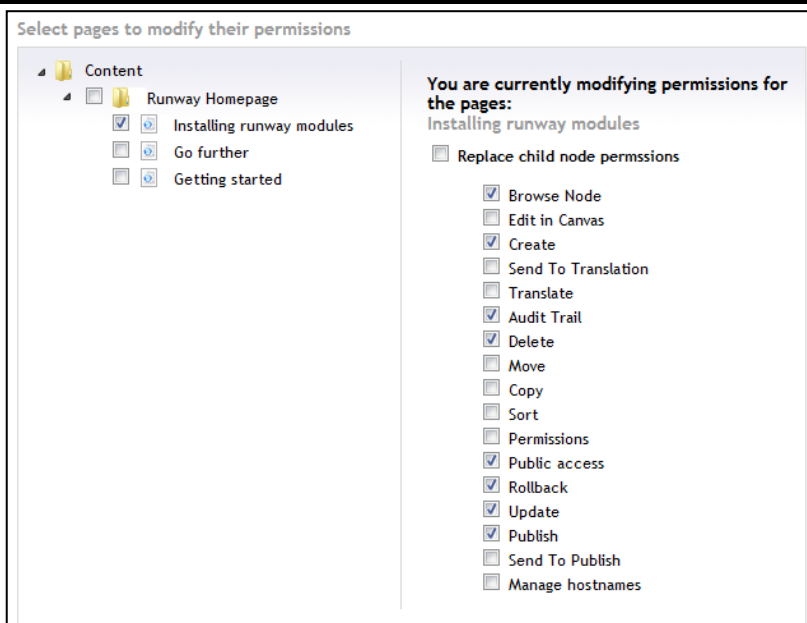 Select pages to modify their permissions
Content
Runway Homepage
Installing runway modules
Go further
Getting started
You are currently modifying permissions for
the pages:
Installing runway modules
Replace child node permssions
Browse Node
Edit in Canvas
Create
Send To Translation
Translate
Audit Trail
Delete
Move
Copy
Sort
Permissions
Public access
Rollback
Update
Publish
Send To Publish
Manage hostnames